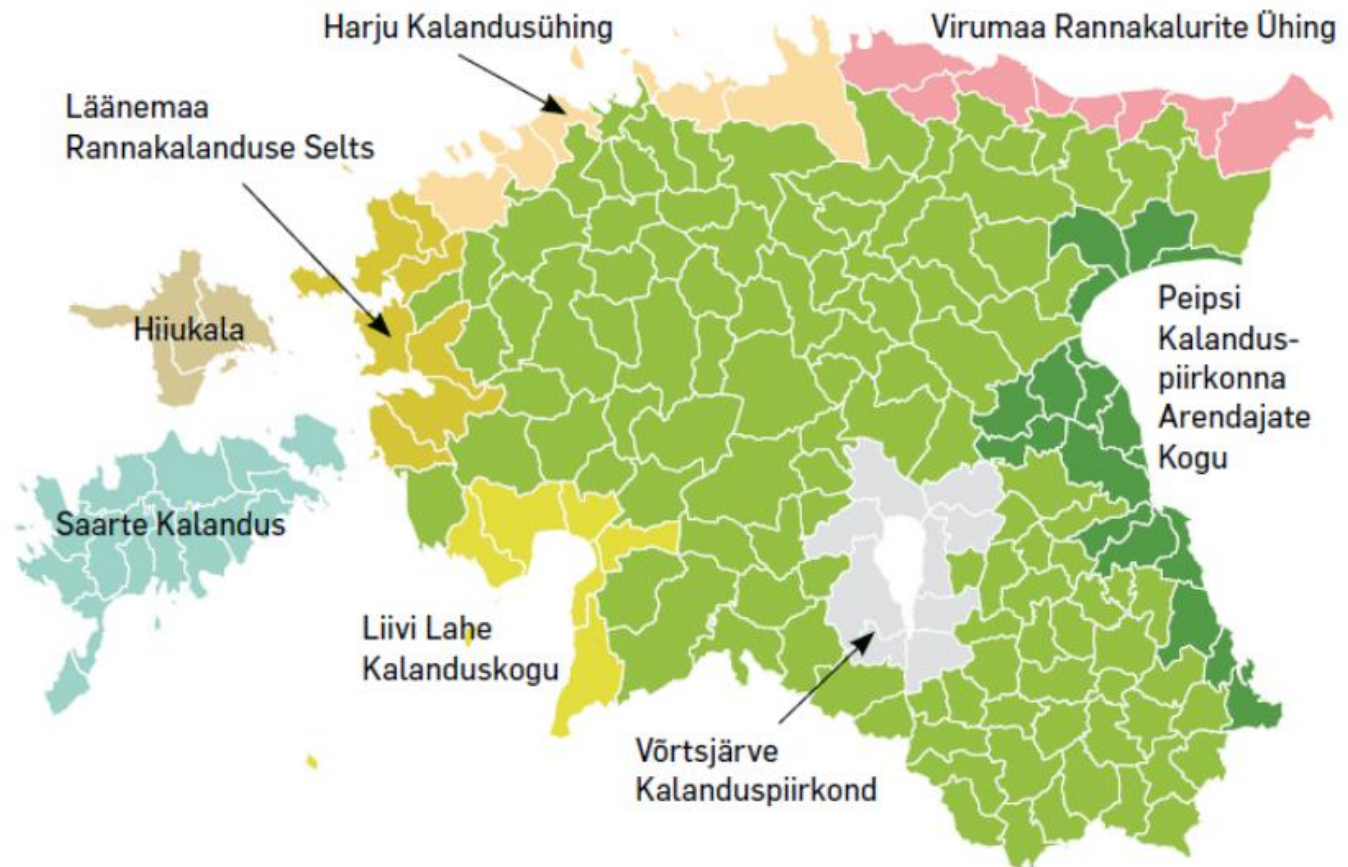 Harju Kalandusühing
Virumaa Rannakalurite Ühing
Läänemaa
Rannakalanduse Selts
Hiiukala
Peipsi
Kalandus-
piirkonna
Arendajate
Kogu
Saarte Kalandus
Liivi Lahe
Kalanduskogu
Võrtsjärve
Kalanduspiirkond